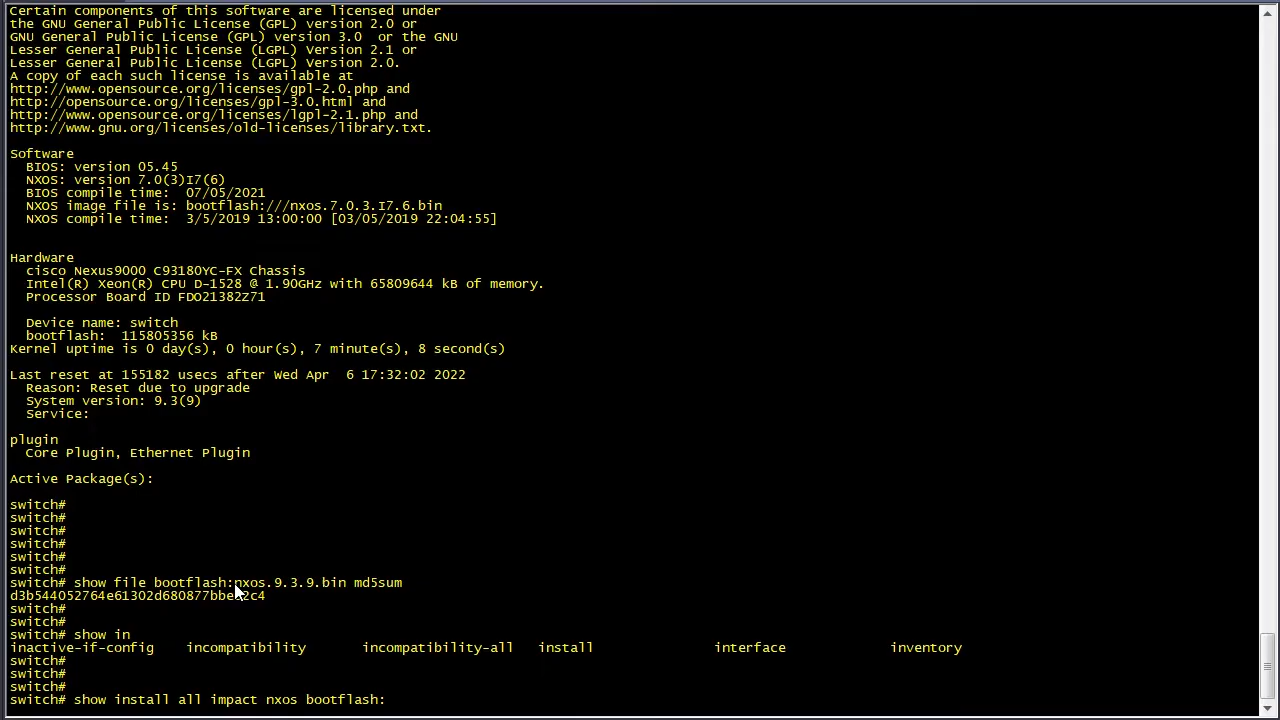 Certain components of this software are licensed under
the GNU General Public License (GPL) version 2.0 or
GNU General Public License (GPL) version 3.0  or the GNU
Lesser General Public License (LGPL) Version 2.1 or
Lesser General Public License (LGPL) Version 2.0.
A copy of each such license is available at
http://www.opensource.org/licenses/gpl-2.0.php and
http://opensource.org/licenses/gpl-3.0.html and
http://www.opensource.org/licenses/lgpl-2.1.php and
http://www.gnu.org/licenses/old-licenses/library.txt.
Software
BIOS: version 05.45
NXOS: version 7.0(3)I7(6)
BIOS compile time:  07/05/2021
NXOS image file is: bootflash:///nxos.7.0.3.I7.6.bin
NXOS compile time:  3/5/2019 13:00:00 [03/05/2019 22:04:55]
Hardware
cisco Nexus9000 C93180YC-FX Chassis
Intel(R) Xeon(R) CPU D-1528 @ 1.90GHz with 65809644 kB of memory.
Processor Board ID FDO21382Z71
Device name: switch
bootflash:  115805356 kB
Kernel uptime is 0 day(s), 0 hour(s), 7 minute(s), 8 second(s)
Last reset at 155182 usecs after Wed Apr  6 17:32:02 2022
Reason: Reset due to upgrade
System version: 9.3(9)
Service:
plugin
Core Plugin, Ethernet Plugin
Active Package(s):
switch#
switch#
switch#
switch#
switch#
switch#
switch# show file bootflash:nxos.9.3.9.bin md5sum
switch#
switch#
switch# show in
inactive-if-config    incompatibility       incompatibility-all   install               interface             inventory
switch#
switch#
switch#
switch# show install all impact nxos bootflash: